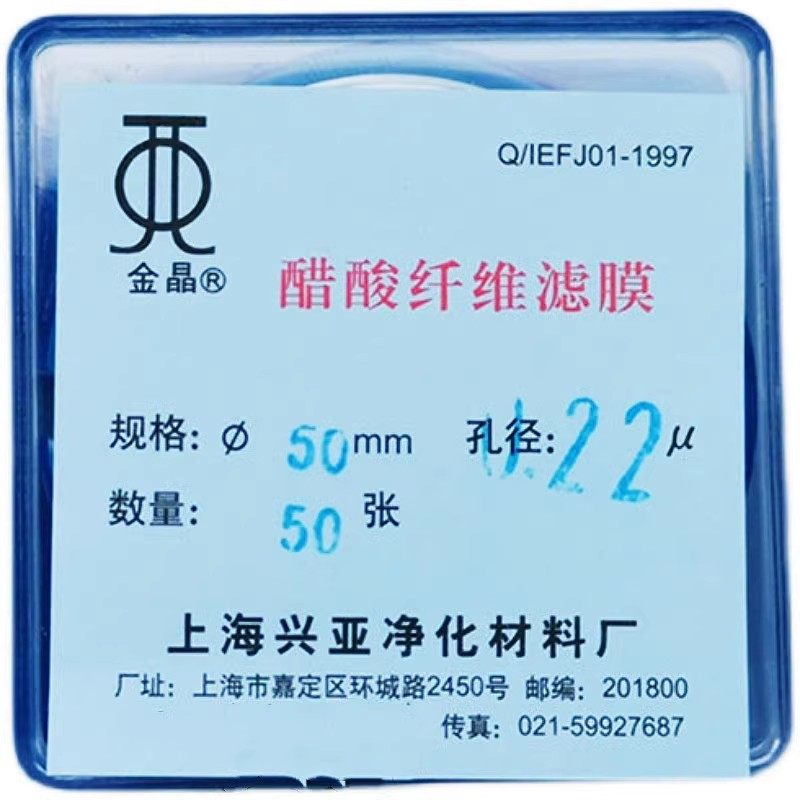 Q/IEFJ01-1997
金晶®
醋酸纤维滤膜
规格: Ø 50mm 孔径: 0.22μ
数量: 50 张
上海兴亚净化材料厂
厂址: 上海市嘉定区环城路2450号 邮编: 201800
传真: 021-59927687